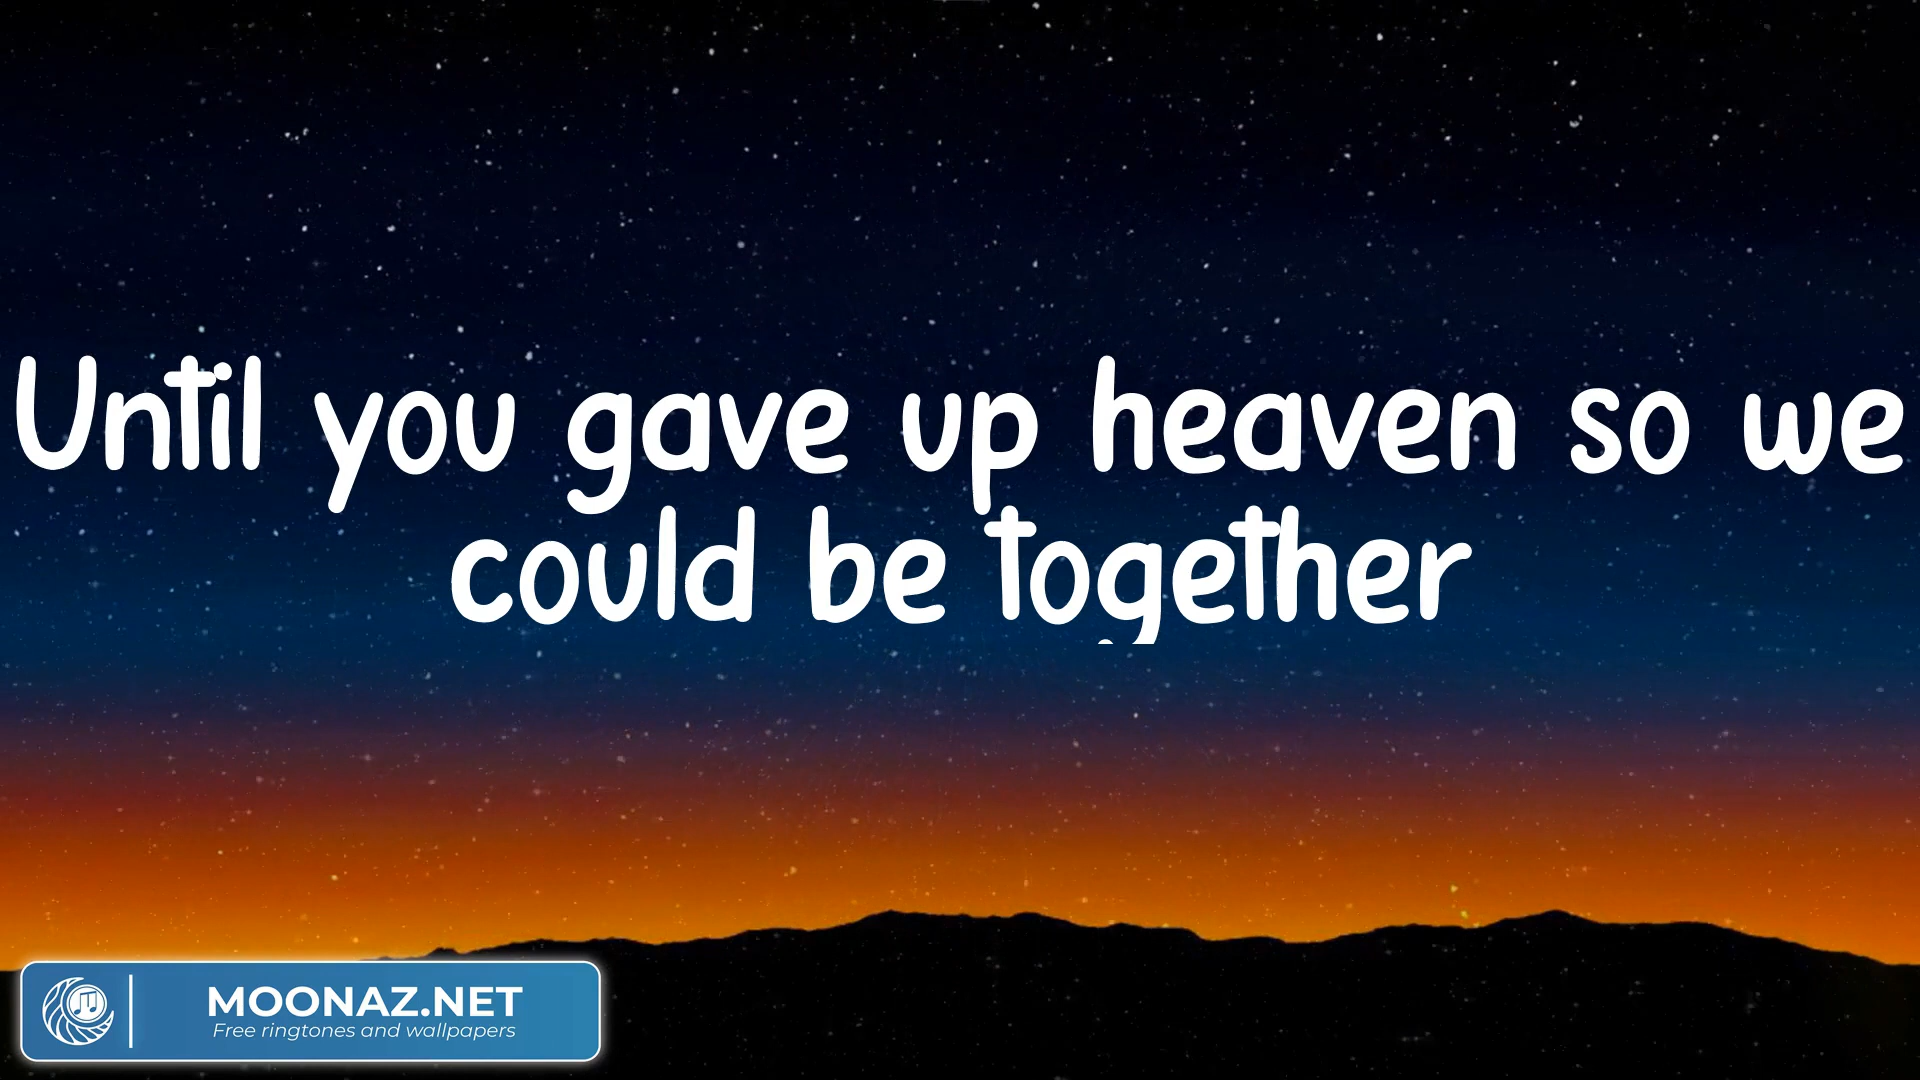 Until you gave up heaven so we
could be together
MOONAZ.NET
Free ringtones and wallpapers